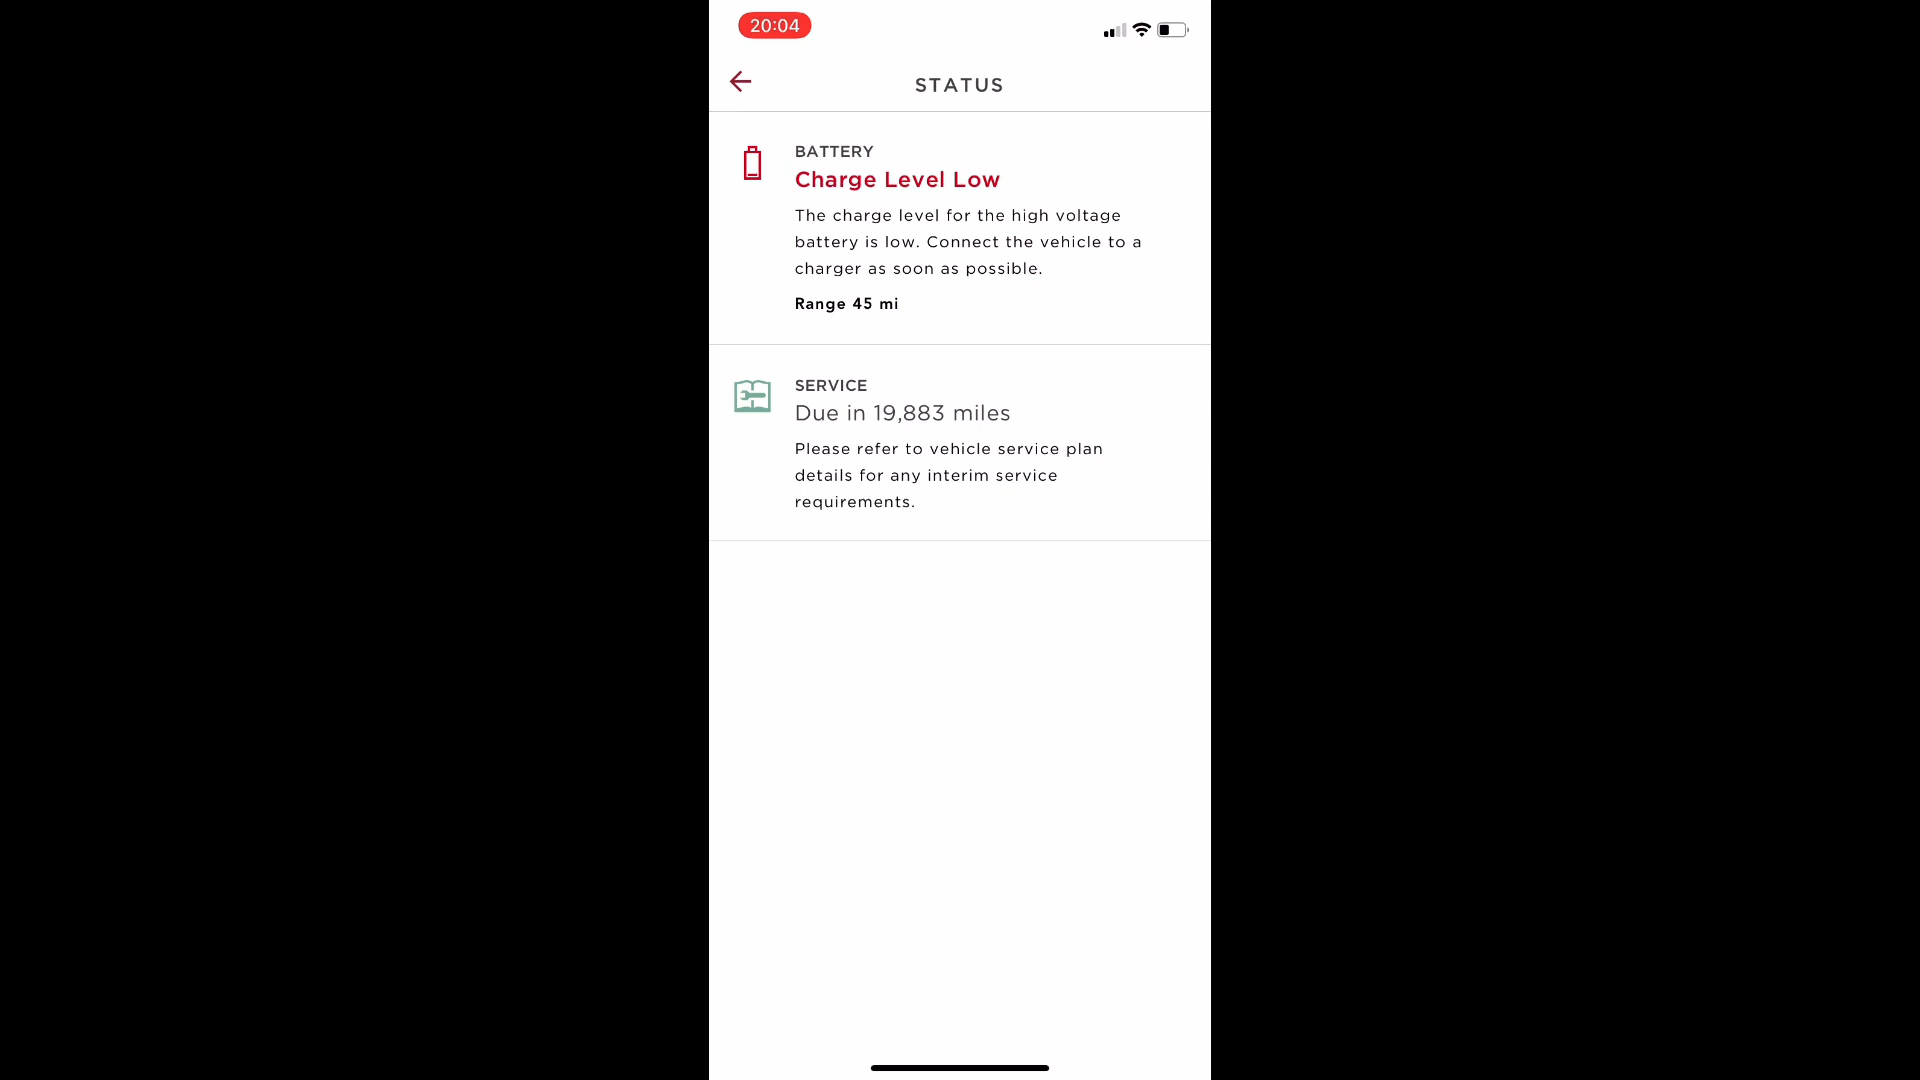 20:04
STATUS
BATTERY
Charge Level Low
The charge level for the high voltage
battery is low. Connect the vehicle to a
charger as soon as possible.
Range 45 mi
SERVICE
Due in 19,883 miles
Please refer to vehicle service plan
details for any interim service
requirements.